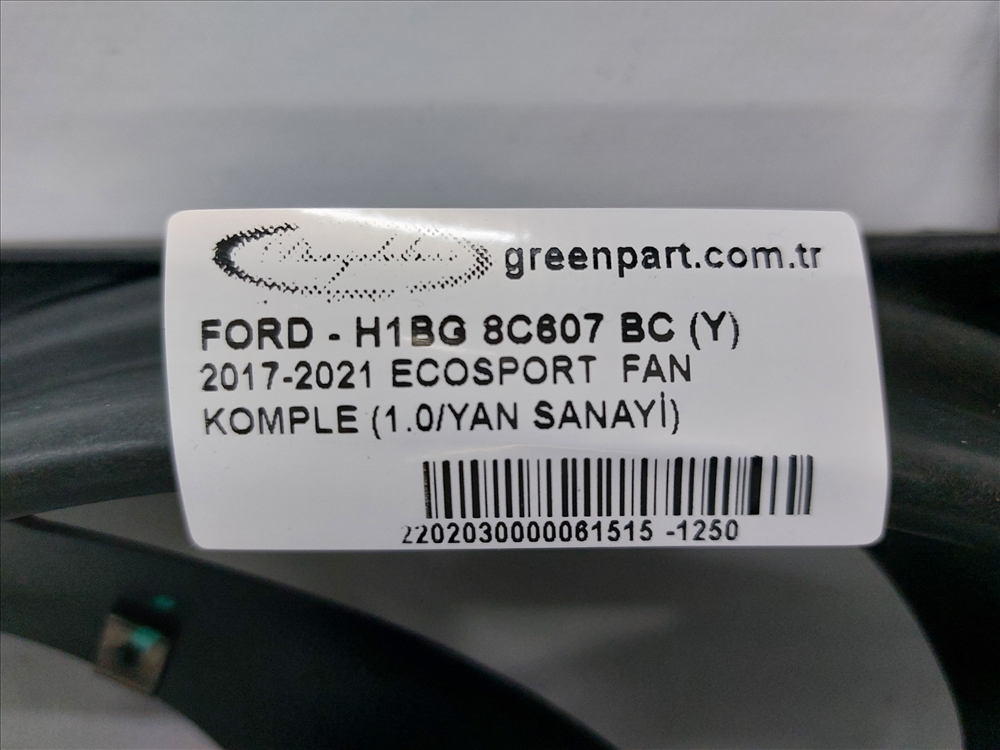 greenpart.com.tr
FORD - H1BG 8C607 BC (Y)
2017-2021 ECOSPORT FAN
KOMPLE (1.0/YAN SANAYİ)
2202030000061515 -1250